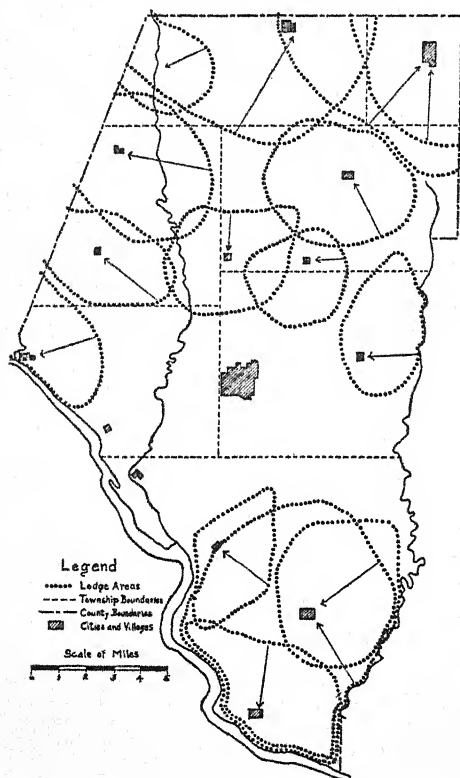 Legend
Lodge Areas
Township Boundaries
County Boundaries
Cities and Villages
Scale of Miles